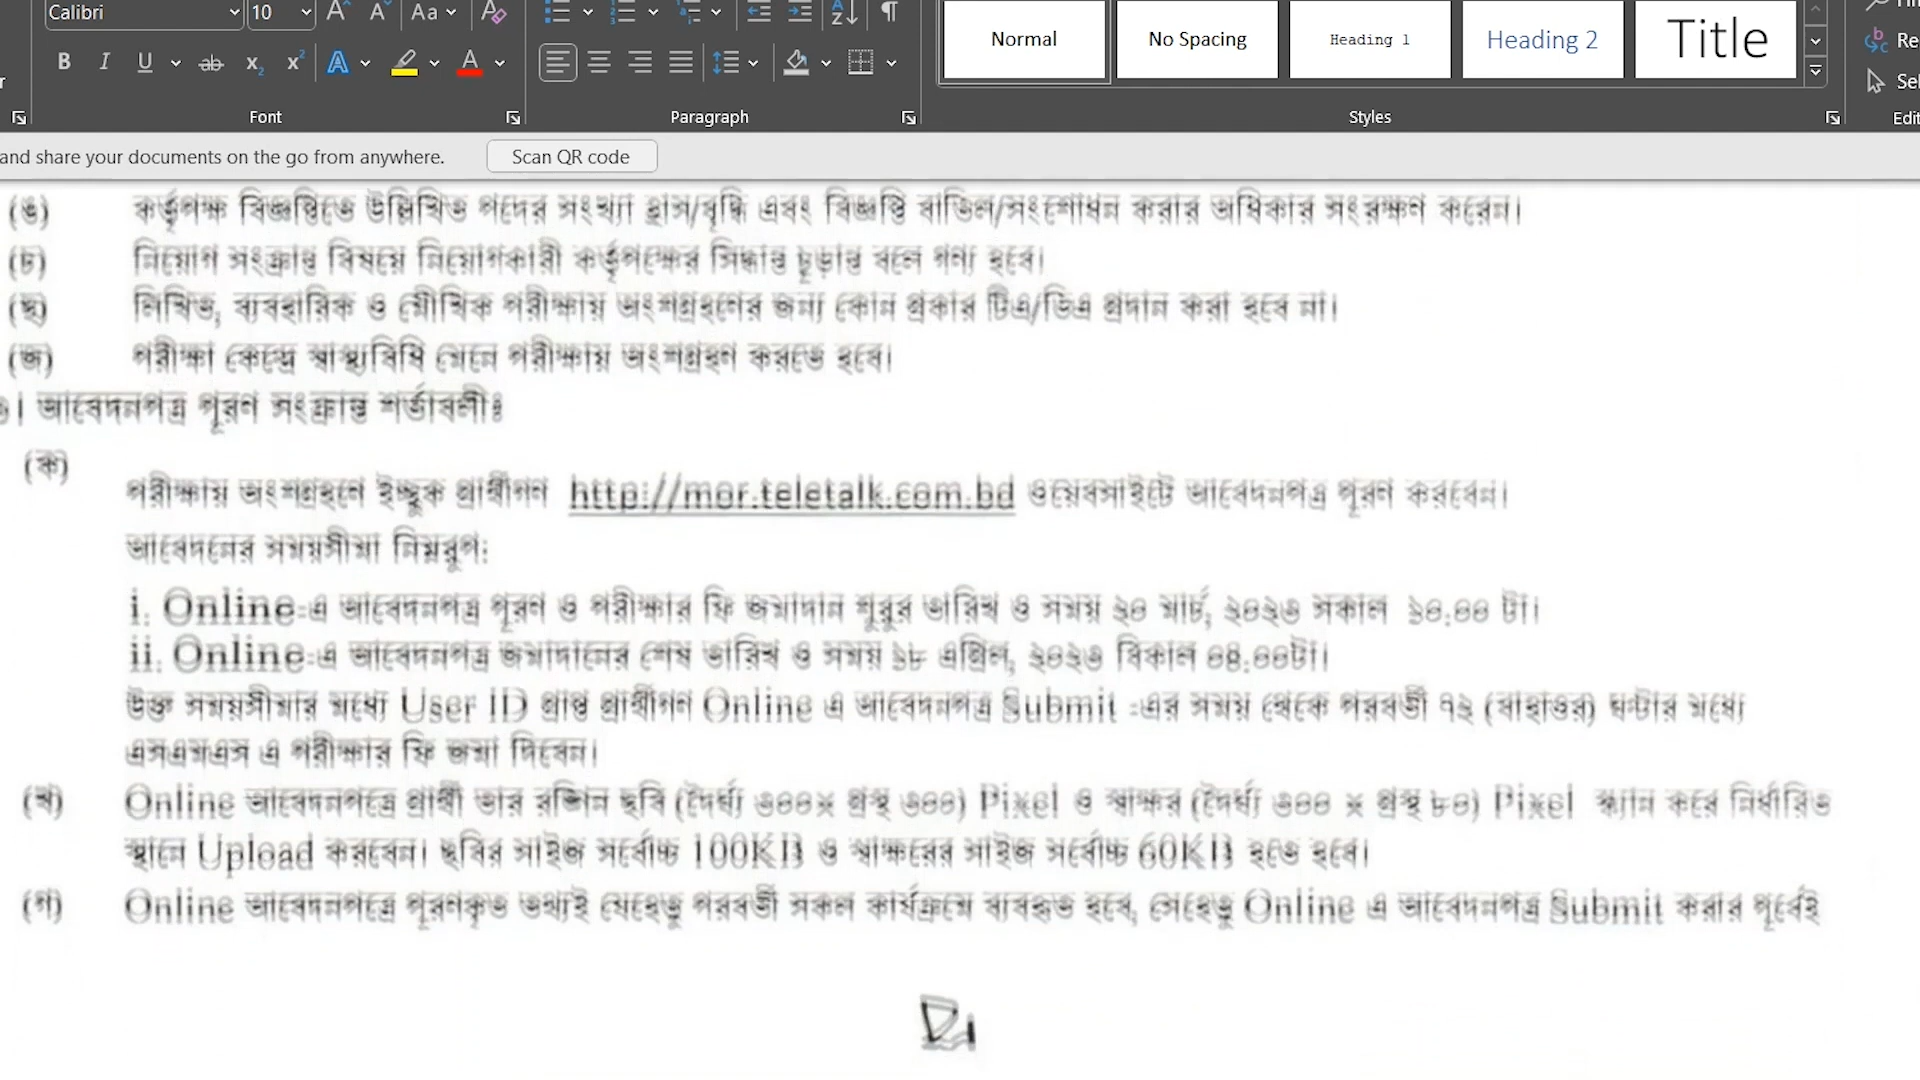 Calibri 10 A A Aa A
B I U ab x2 x2 A A
Normal No Spacing Heading 1 Heading 2 Title Re
Sel
Font Paragraph Styles Edit
and share your documents on the go from anywhere. Scan QR code
(ঙ) কর্তৃপক্ষ বিজ্ঞপ্তিতে উল্লিখিত পদের সংখ্যা হ্রাস/বৃদ্ধি এবং বিজ্ঞপ্তি বাতিল/সংশোধন করার অধিকার সংরক্ষণ করেন।
(চ) নিয়োগ সংক্রান্ত বিষয়ে নিয়োগকারী কর্তৃপক্ষের সিদ্ধান্ত চূড়ান্ত বলে গণ্য হবে।
(ছ) লিখিত, ব্যবহারিক ও মৌখিক পরীক্ষায় অংশগ্রহণের জন্য কোন প্রকার টিএ/ডিএ প্রদান করা হবে না।
(জ) পরীক্ষা কেন্দ্রে স্বাস্থ্যবিধি মেনে পরীক্ষায় অংশগ্রহণ করতে হবে।
। আবেদনপত্র পূরণ সংক্রান্ত শর্তাবলীঃ
(ক)
পরীক্ষায় অংশগ্রহণে ইচ্ছুক প্রার্থীগণ http://mor.teletalk.com.bd ওয়েবসাইটে আবেদনপত্র পূরণ করবেন।
আবেদনের সময়সীমা নিম্নরূপ:
i. Online-এ আবেদনপত্র পূরণ ও পরীক্ষার ফি জমাদান শুরুর তারিখ ও সময় ২০ মার্চ, ২০২৩ সকাল ১০.০০ টা।
ii. Online-এ আবেদনপত্র জমাদানের শেষ তারিখ ও সময় ১৮ এপ্রিল, ২০২৩ বিকাল ০৪.০০টা।
উক্ত সময়সীমার মধ্যে User ID প্রাপ্ত প্রার্থীগণ Online এ আবেদনপত্র Submit -এর সময় থেকে পরবর্তী ৭২ (বাহাত্তর) ঘন্টার মধ্যে
এসএমএস এ পরীক্ষার ফি জমা দিবেন।
(খ) Online আবেদনপত্রে প্রার্থী তার রঙ্গিন ছবি (দৈর্ঘ্য ৩০০x প্রস্থ ৩০০) Pixel ও স্বাক্ষর (দৈর্ঘ্য ৩০০ x প্রস্থ ৮০) Pixel স্ক্যান করে নির্ধারিত
স্থানে Upload করবেন। ছবির সাইজ সর্বোচ্চ 100KB ও স্বাক্ষরের সাইজ সর্বোচ্চ 60KB হতে হবে।
(গ) Online আবেদনপত্রে পূরণকৃত তথ্যই যেহেতু পরবর্তী সকল কার্যক্রমে ব্যবহৃত হবে, সেহেতু Online এ আবেদনপত্র Submit করার পূর্বেই